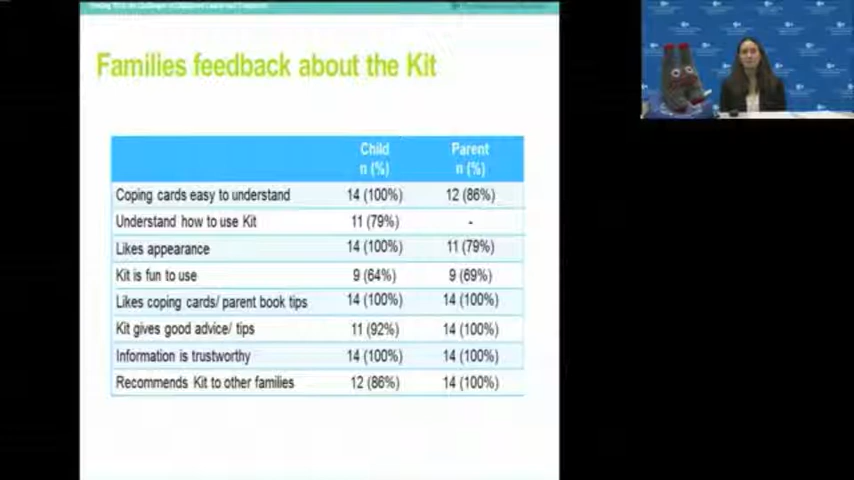 Families feedback about the Kit
Child Parent
n (%) n (%)
Coping cards easy to understand 14 (100%) 12 (86%)
Understand how to use Kit 11 (79%) -
Likes appearance 14 (100%) 11 (79%)
Kit is fun to use 9 (64%) 9 (69%)
Likes coping cards/ parent book tips 14 (100%) 14 (100%)
Kit gives good advice/ tips 11 (92%) 14 (100%)
Information is trustworthy 14 (100%) 14 (100%)
Recommends Kit to other families 12 (86%) 14 (100%)